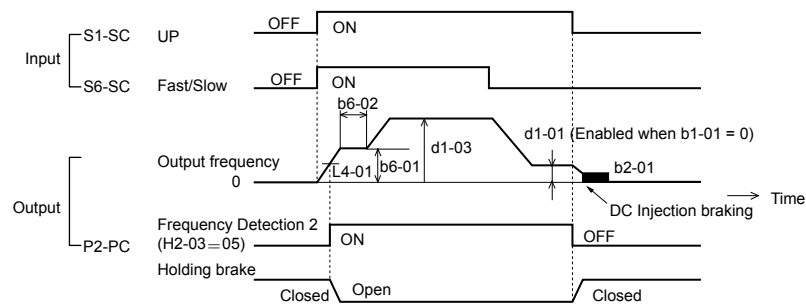 S1-SC UP OFF ON
Input
S6-SC Fast/Slow OFF ON
b6-02
d1-01 (Enabled when b1-01 = 0)
d1-03
Output frequency
L4-01 b6-01
b2-01
0
Time
DC Injection braking
Output
Frequency Detection 2
(H2-03=05)
P2-PC ON OFF
Holding brake
Closed Open Closed